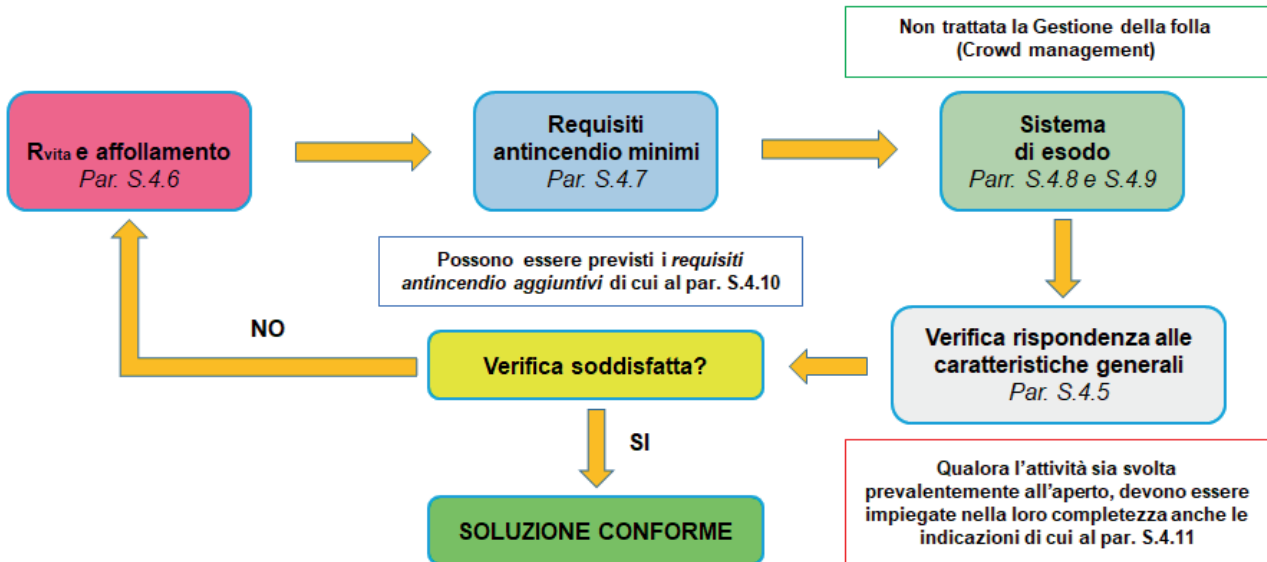 Non trattata la Gestione della folla
(Crowd management)
Rvita e affollamento
Par. S.4.6
Requisiti
antincendio minimi
Par. S.4.7
Sistema
di esodo
Parr. S.4.8 e S.4.9
Possono essere previsti i requisiti
antincendio aggiuntivi di cui al par. S.4.10
NO
Verifica soddisfatta?
Verifica rispondenza alle
caratteristiche generali
Par. S.4.5
SI
SOLUZIONE CONFORME
Qualora l'attività sia svolta
prevalentemente all'aperto, devono essere
impiegate nella loro completezza anche le
indicazioni di cui al par. S.4.11